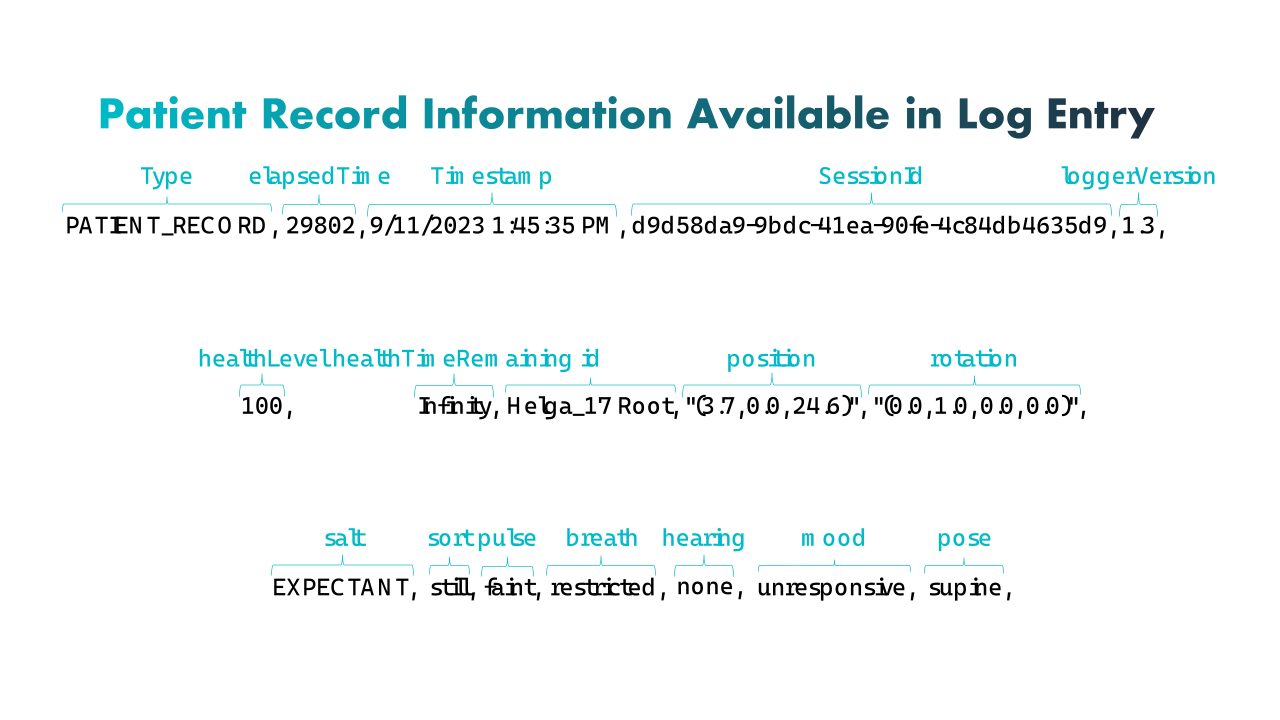 Patient Record Information Available in Log Entry
Type elapsedTime Timestamp SessionId loggerVersion
PATIENT_RECORD,29802,9/11/2023 1:45:35 PM,d9d58da9-9bdc-41ea-90fe-4c84db4635d9,1.3,
healthLevel healthTimeRemaining id position rotation
100, Infinity,Helga_17 Root,"(3.7,0.0,24.6)","(0.0,1.0,0.0,0.0)",
salt sort pulse breath hearing mood pose
EXPECTANT, still, faint, restricted, none, unresponsive, supine,